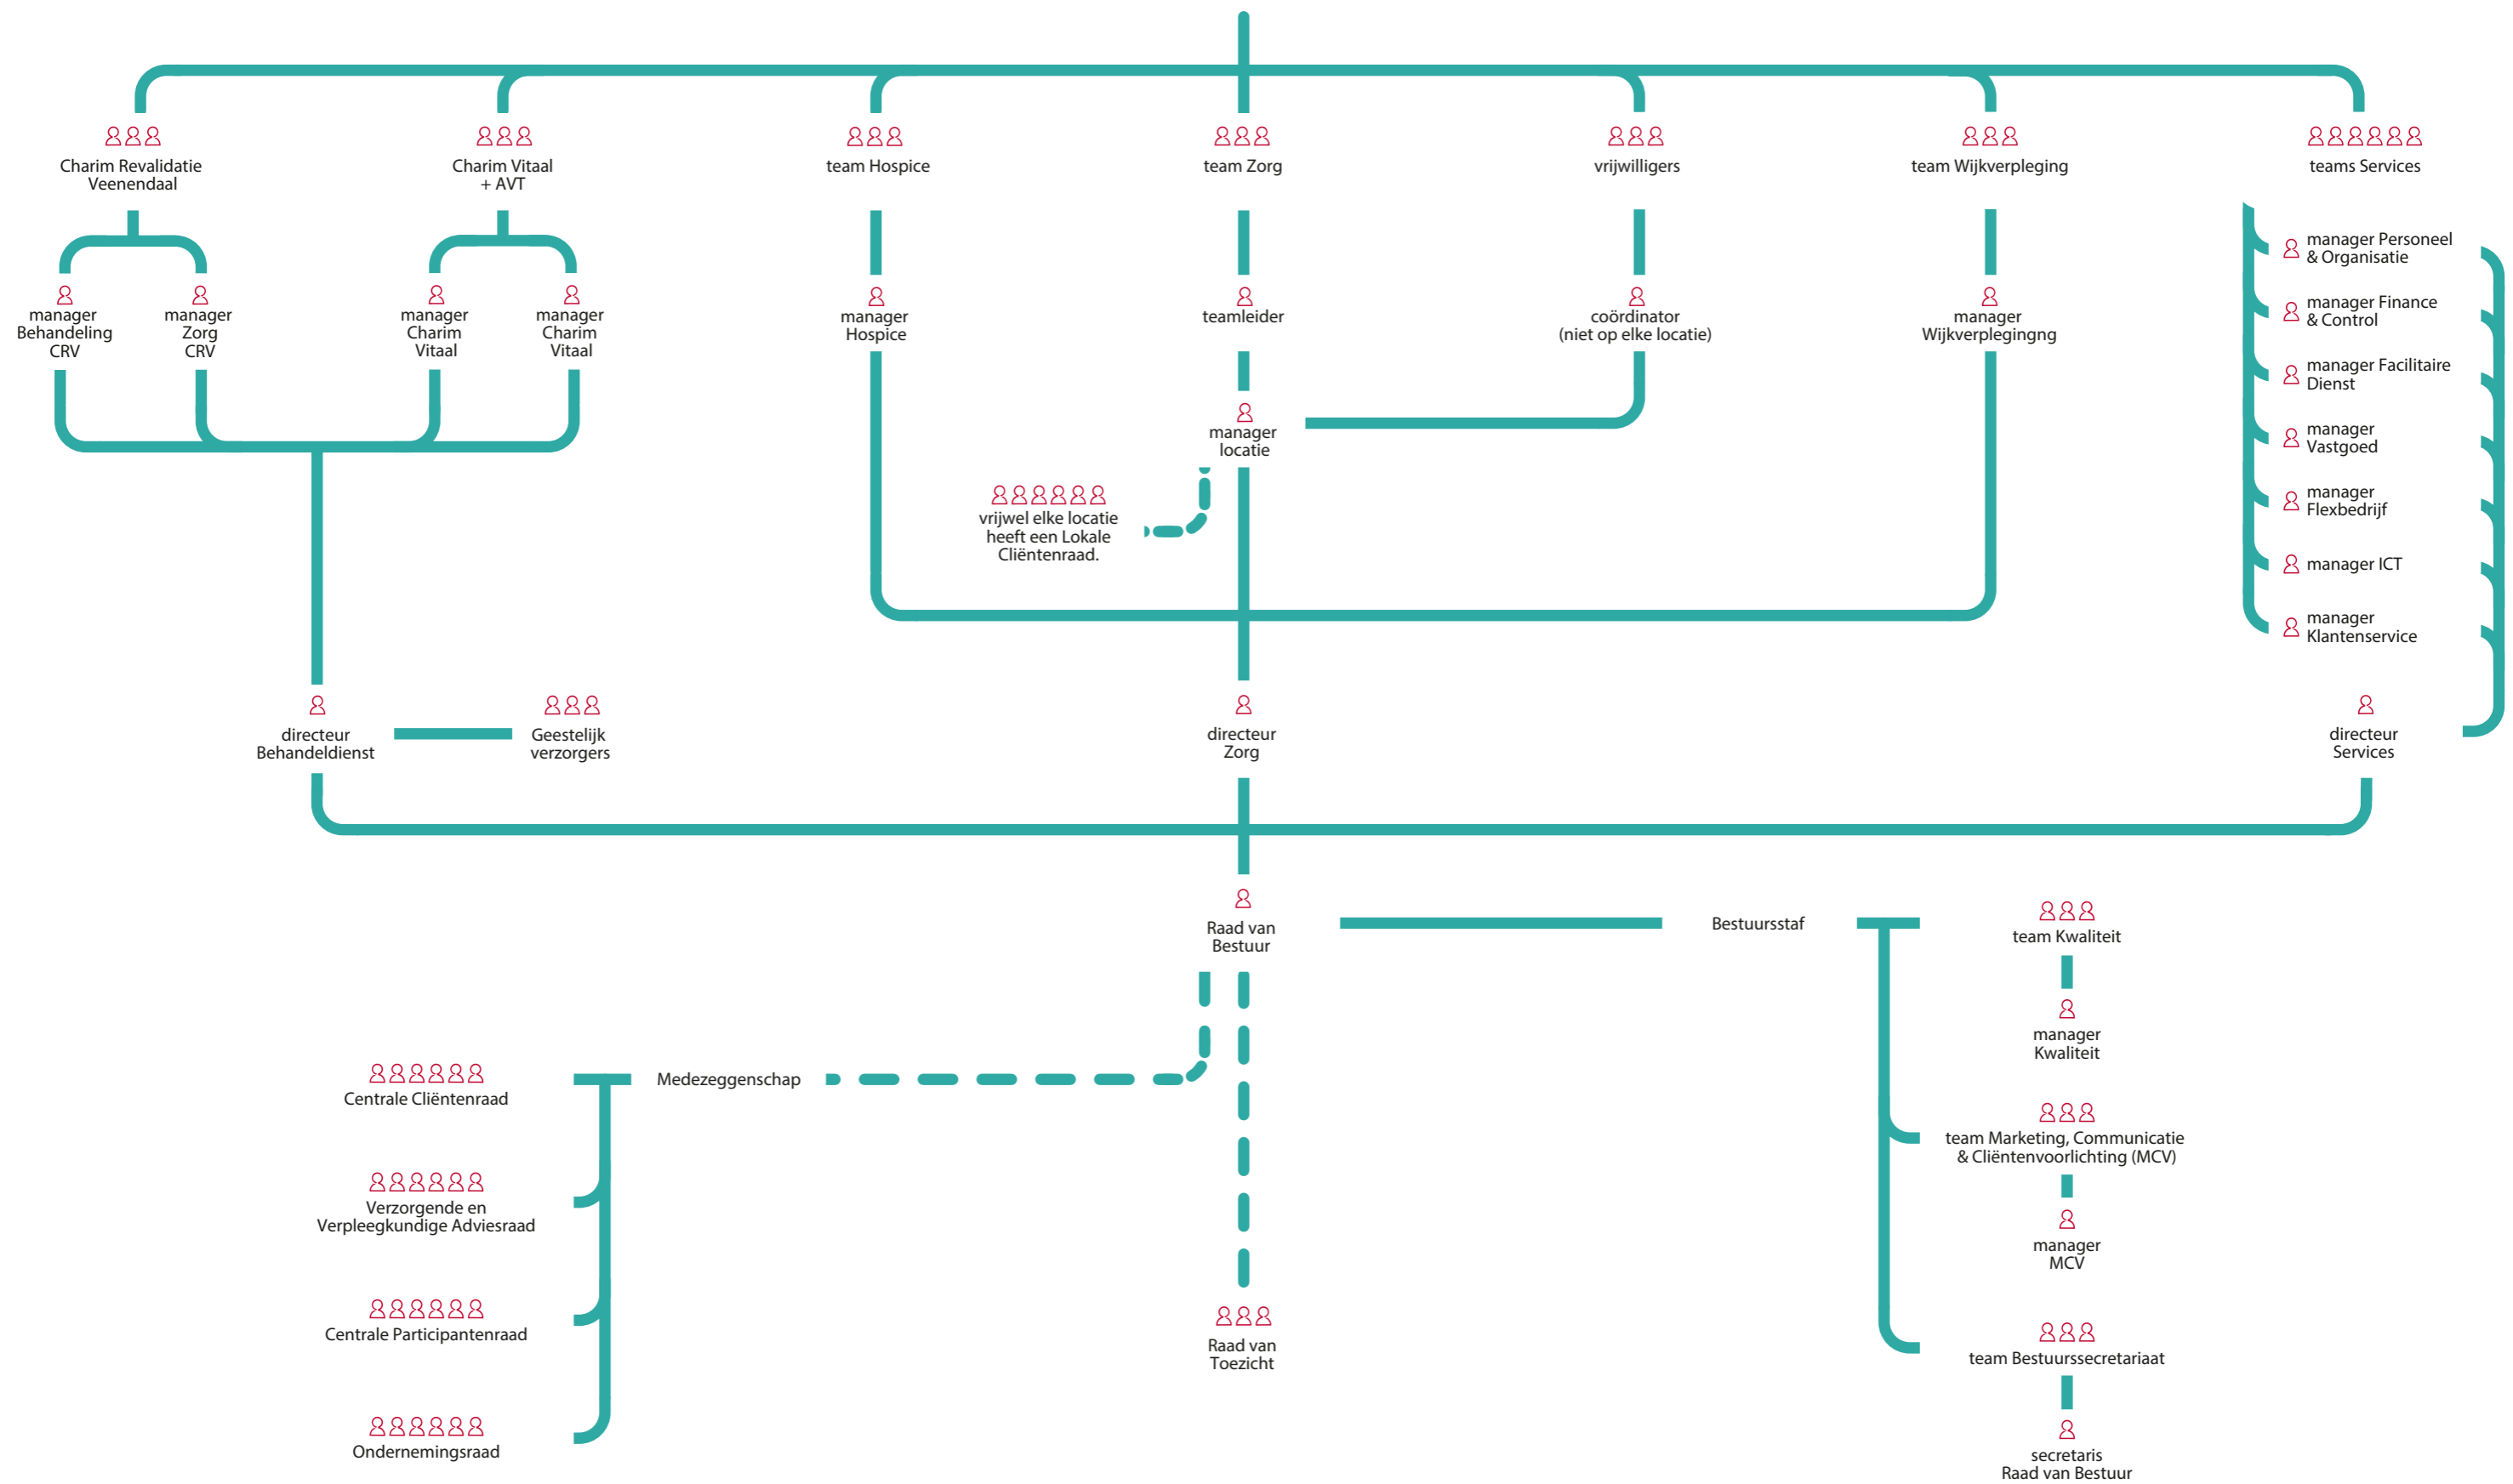 Charim Revalidatie
Veenendaal
Charim Vitaal
+ AVT
team Hospice
team Zorg
vrijwilligers
team Wijkverpleging
teams Services
manager
Behandeling
CRV
manager
Zorg
CRV
manager
Charim
Vitaal
manager
Charim
Vitaal
manager
Hospice
teamleider
coördinator
(niet op elke locatie)
manager
Wijkverplegingng
manager Personeel
& Organisatie
manager Finance
& Control
manager Facilitaire
Dienst
manager
Vastgoed
manager
Flexbedrijf
manager ICT
manager
Klantenservice
manager
locatie
vrijwel elke locatie
heeft een Lokale
Cliëntenraad.
directeur
Behandeldienst
Geestelijk
verzorgers
directeur
Zorg
directeur
Services
Raad van
Bestuur
Bestuursstaf
team Kwaliteit
manager
Kwaliteit
Medezeggenschap
Centrale Cliëntenraad
Verzorgende en
Verpleegkundige Adviesraad
Centrale Participantenraad
Ondernemingsraad
team Marketing, Communicatie
& Cliëntenvoorlichting (MCV)
manager
MCV
Raad van
Toezicht
team Bestuurssecretariaat
secretaris
Raad van Bestuur